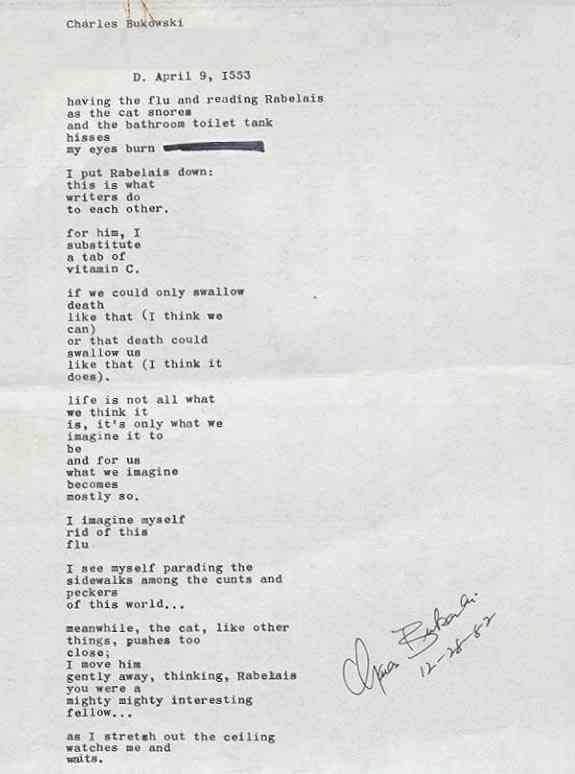 Charles Bukowski
D. April 9, 1553
having the flu and reading Rabelais
as the cat snores
and the bathroom toilet tank
hisses
my eyes burn
I put Rabelais down:
this is what
writers do
to each other.
for him, I
substitute
a tab of
vitamin C.
if we could only swallow
death
like that (I think we
can)
or that death could
swallow us
like that (I think it
does).
life is not all what
we think it
is, it's only what we
imagine it to
be
and for us
what we imagine
becomes
mostly so.
I imagine myself
rid of this
flu
I see myself parading the
sidewalks among the cunts and
peckers
of this world...
meanwhile, the cat, like other
things, pushes too
close;
I move him
gently away, thinking, Rabelais
you were a
mighty mighty interesting
fellow...
as I stretch out the ceiling
watches me and
waits.
Charles Bukowski
12-28-82